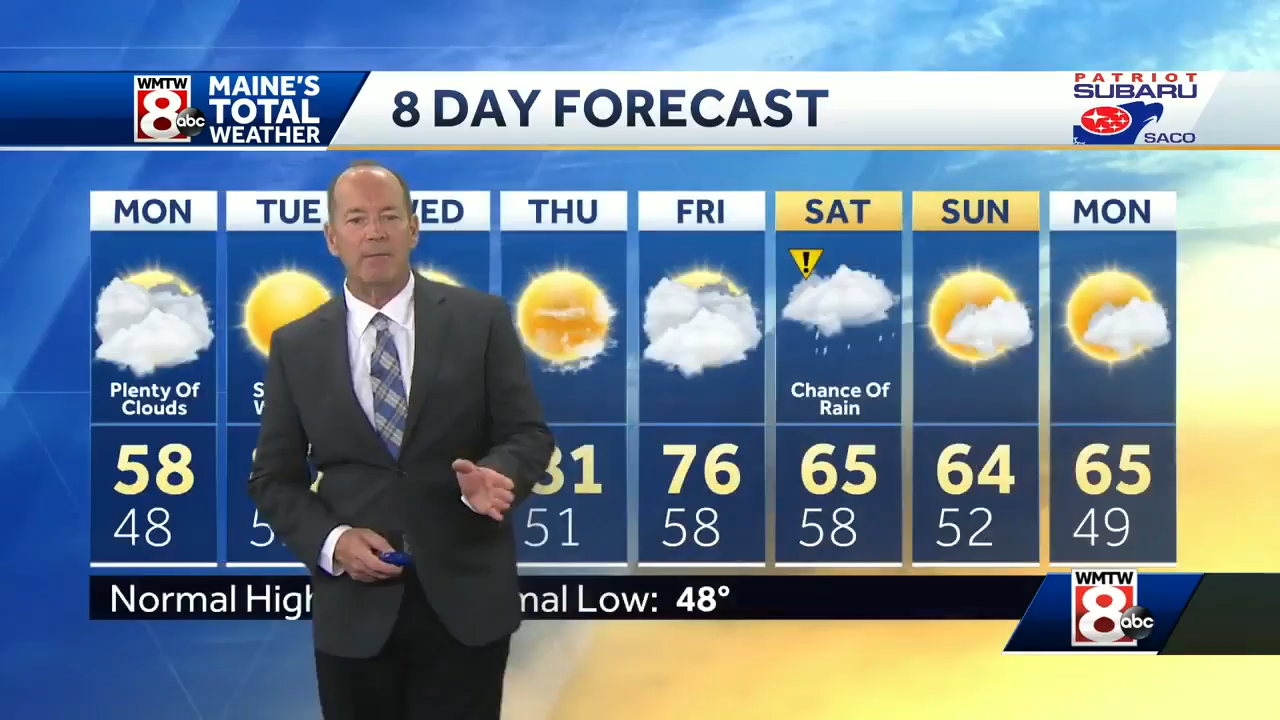 WMTW
8
abc
MAINE'S
TOTAL
WEATHER
8 DAY FORECAST
PATRIOT
SUBARU
SACO
MON
TUE
THU
FRI
SAT
SUN
MON
Plenty Of
Clouds
!
Chance Of
Rain
58
76
65
64
65
48
51
58
58
52
49
Normal
Low: 48°
WMTW
8
abc